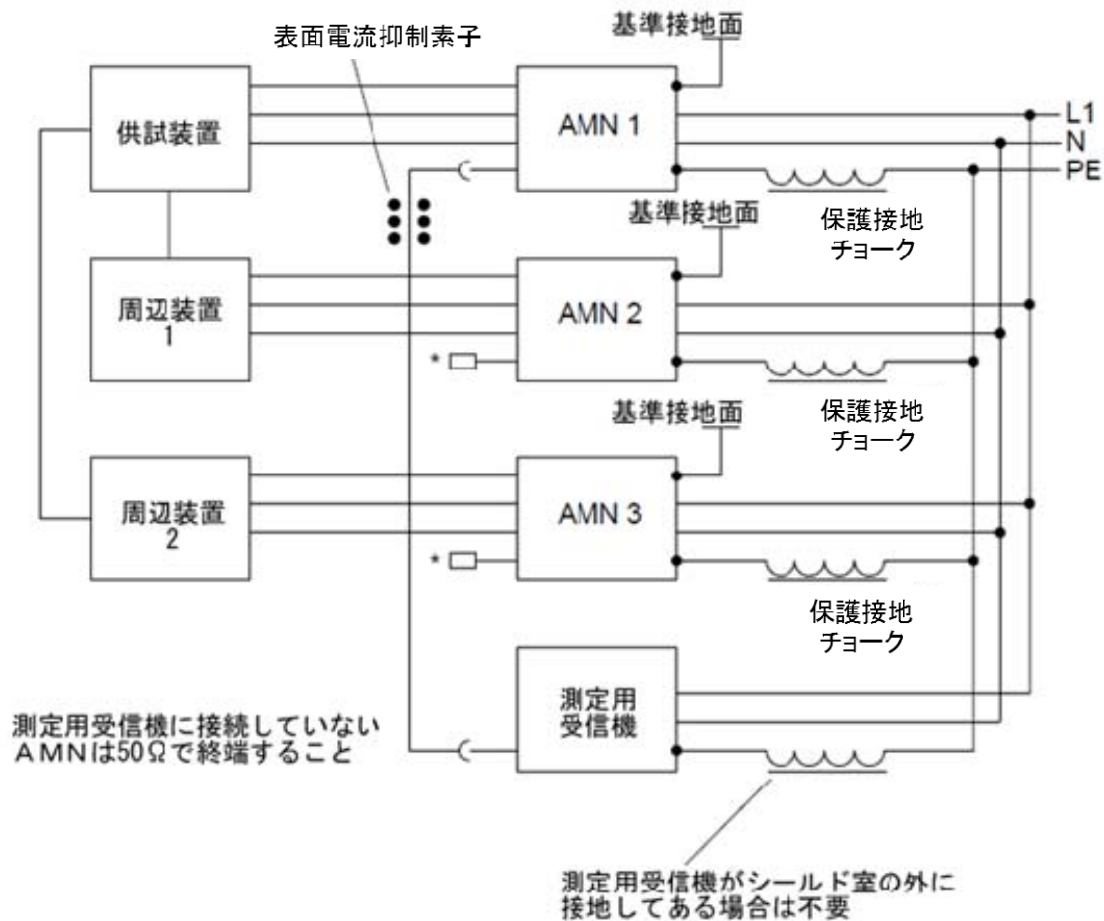 表面電流抑制素子
基準接地面
供試装置
AMN 1
L1
N
PE
保護接地
チョーク
基準接地面
周辺装置
1
AMN 2
*
保護接地
チョーク
基準接地面
周辺装置
2
AMN 3
*
保護接地
チョーク
測定用
受信機
測定用受信機に接続していない
AMNは50Ωで終端すること
測定用受信機がシールド室の外に
接地してある場合は不要